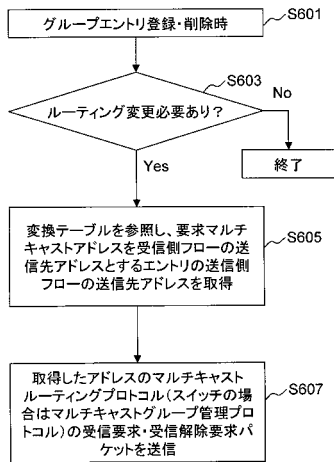 グループエントリ登録・削除時
S601
S603
ルーティング変更必要あり?
No
Yes
終了
変換テーブルを参照し、要求マルチ
キャストアドレスを受信側フローの送
信先アドレスとするエントリの送信側
フローの送信先アドレスを取得
S605
取得したアドレスのマルチキャスト
ルーティングプロトコル(スイッチの場
合はマルチキャストグループ管理プロ
トコル)の受信要求・受信解除要求パ
ケットを送信
S607